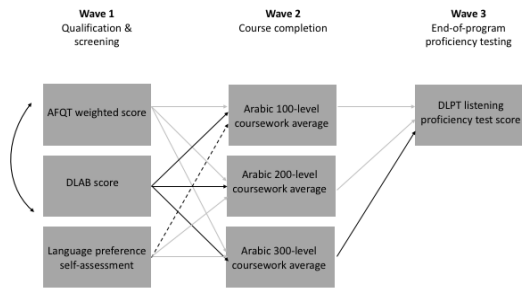 Wave 1
Qualification &
screening
Wave 2
Course completion
Wave 3
End-of-program
proficiency testing
AFQT weighted score
Arabic 100-level
coursework average
DLPT listening
proficiency test score
DLAB score
Arabic 200-level
coursework average
Language preference
self-assessment
Arabic 300-level
coursework average